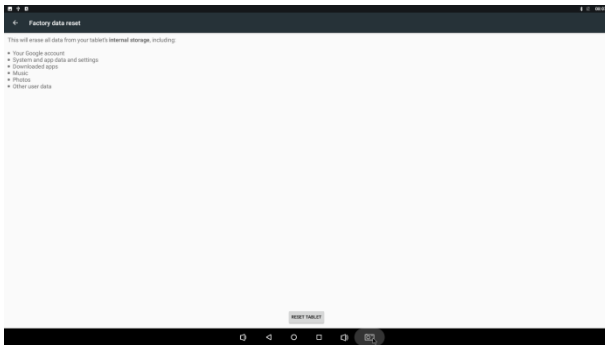 Factory data reset
This will erase all data from your tablet's internal storage, including:
Your Google account
System and app data and settings
Downloaded apps
Music
Photos
Other user data
RESET TABLET